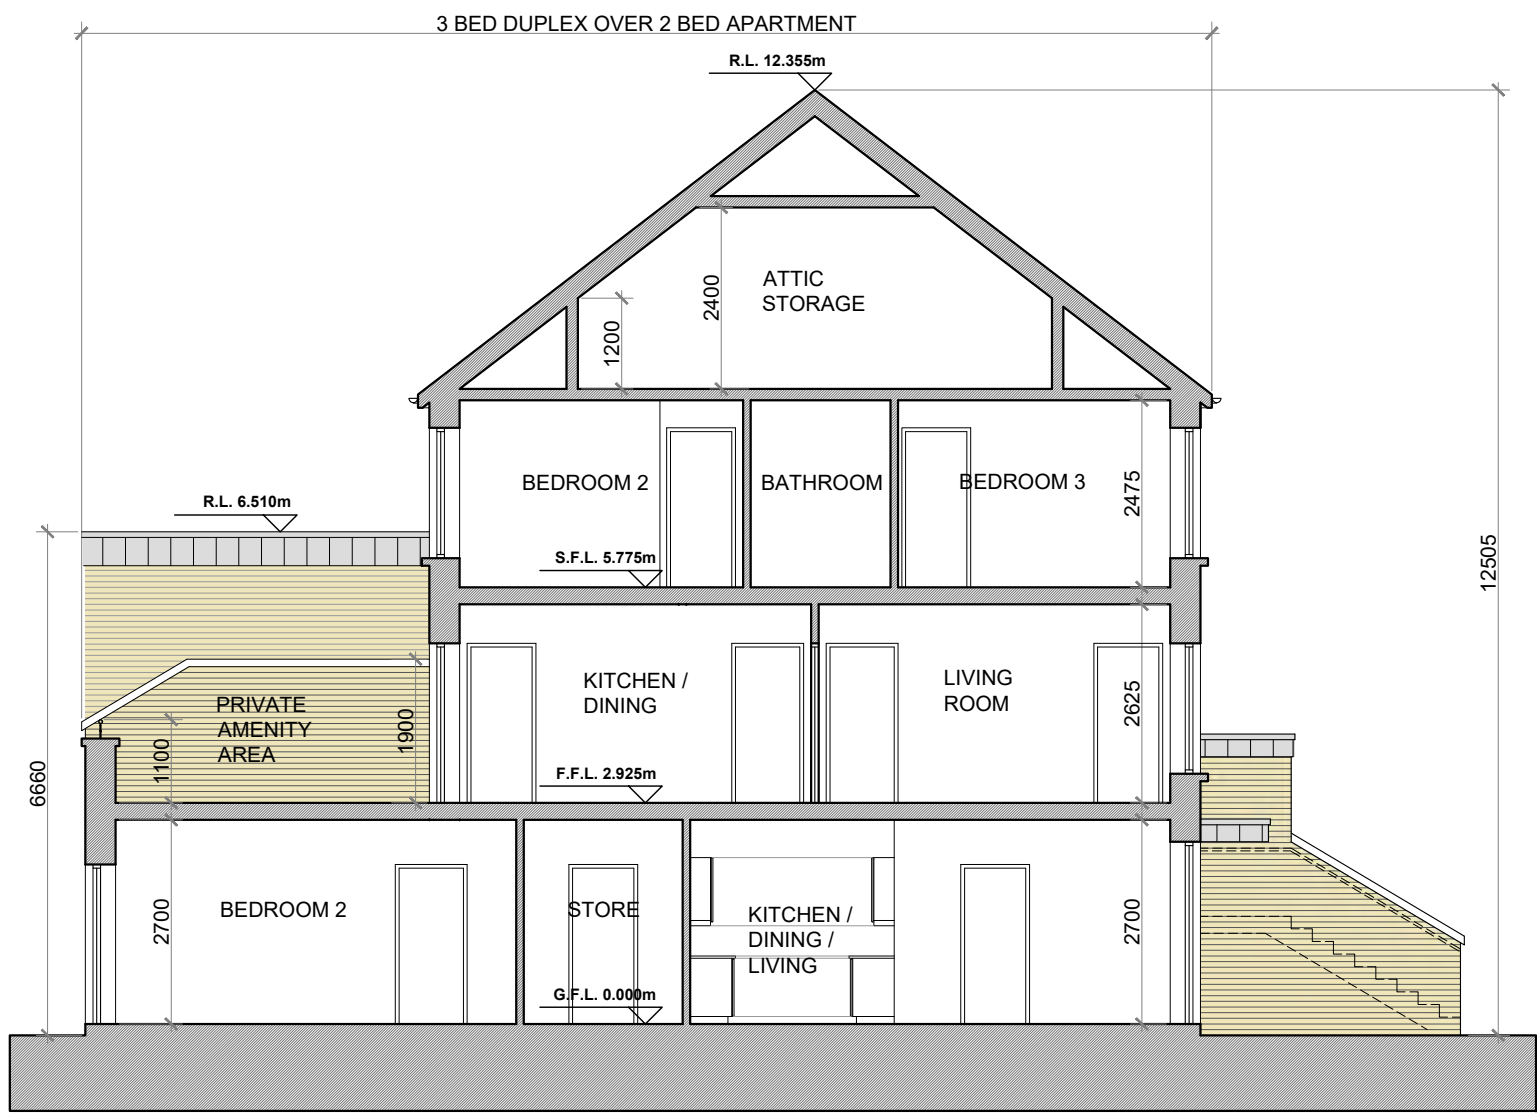 3 BED DUPLEX OVER 2 BED APARTMENT
R.L. 12.355m
ATTIC
STORAGE
2400
1200
BEDROOM 2
BATHROOM
BEDROOM 3
2475
R.L. 6.510m
S.F.L. 5.775m
12505
KITCHEN /
DINING
LIVING
ROOM
2625
PRIVATE
AMENITY
AREA
1900
1100
6660
F.F.L. 2.925m
BEDROOM 2
2700
STORE
KITCHEN /
DINING /
LIVING
2700
G.F.L. 0.000m